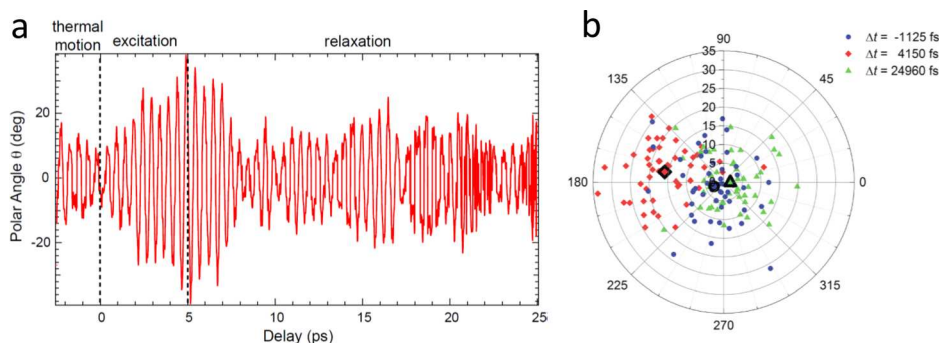 a
thermal
motion
excitation
relaxation
Polar Angle θ (deg)
20
0
-20
0
5
10
15
20
25
Delay (ps)
b
90
135
45
180
0
225
315
270
35
30
25
20
15
10
5
Δt = -1125 fs
Δt = 4150 fs
Δt = 24960 fs